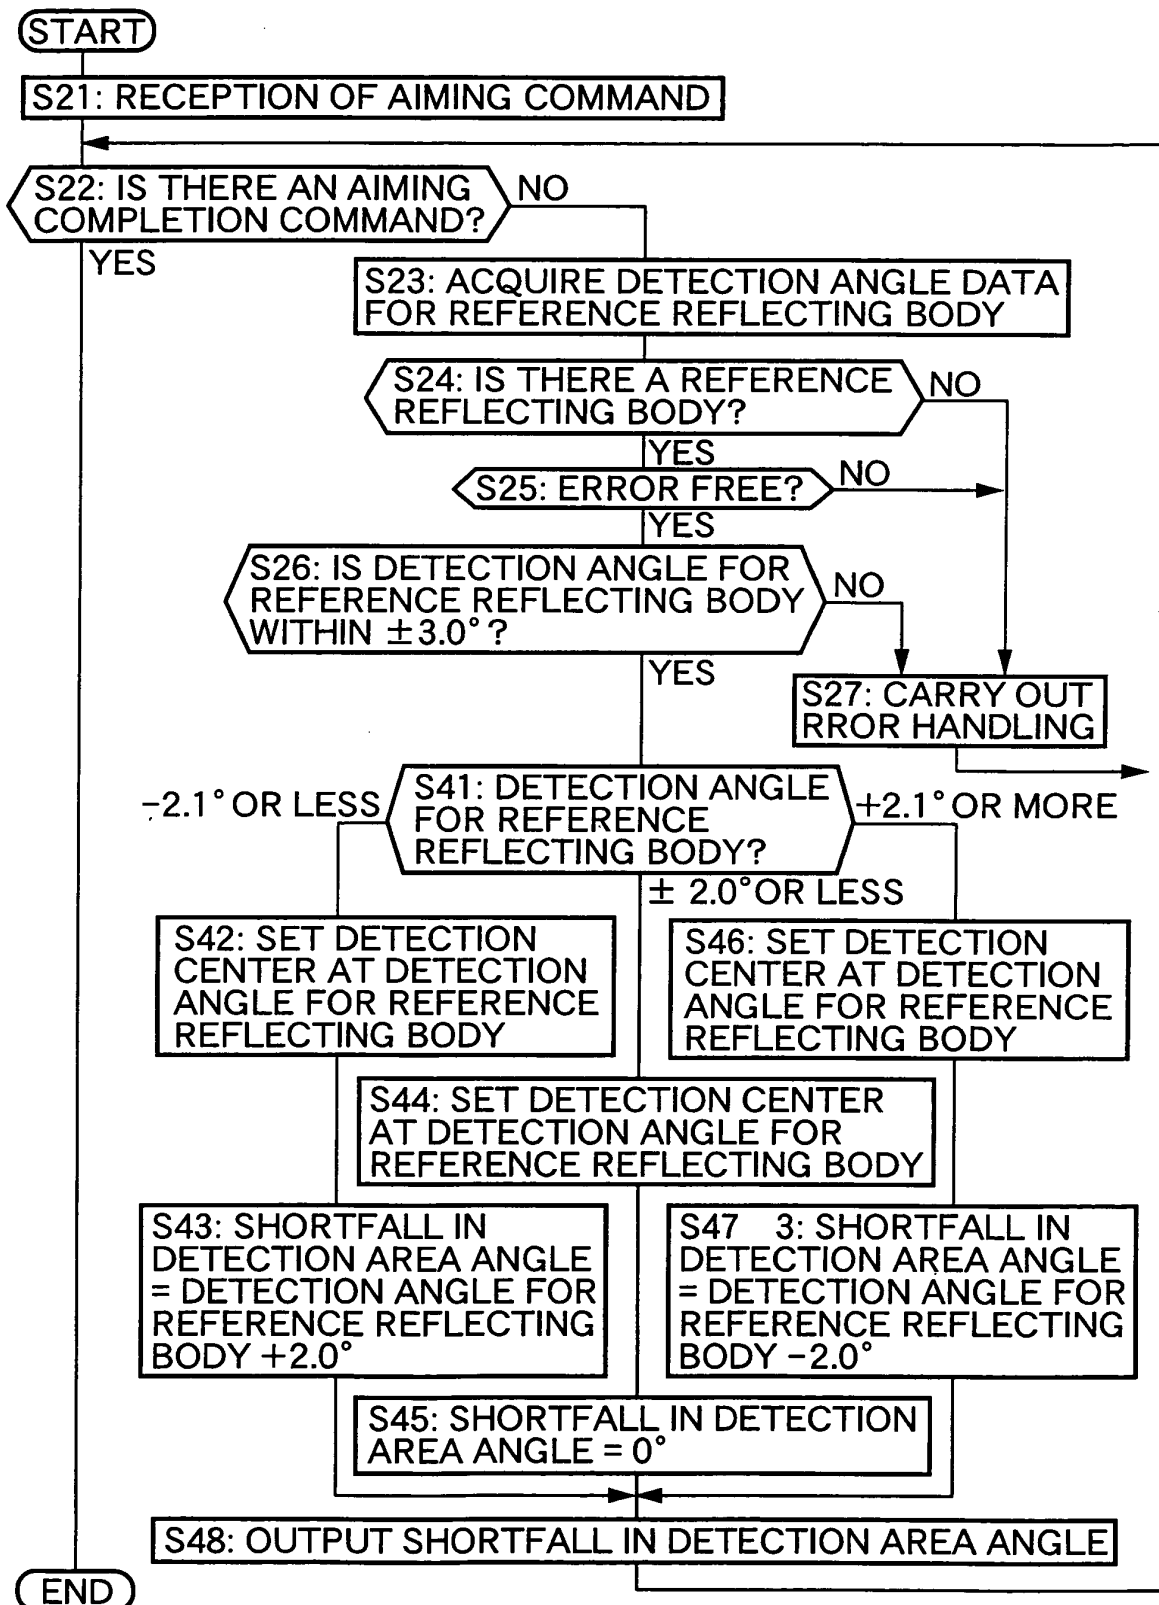 START
S21: RECEPTION OF AIMING COMMAND
S22: IS THERE AN AIMING
COMPLETION COMMAND?
NO
YES
S23: ACQUIRE DETECTION ANGLE DATA
FOR REFERENCE REFLECTING BODY
S24: IS THERE A REFERENCE
REFLECTING BODY?
NO
YES
S25: ERROR FREE?
NO
YES
S26: IS DETECTION ANGLE FOR
REFERENCE REFLECTING BODY
WITHIN ±3.0°?
NO
YES
S27: CARRY OUT
RROR HANDLING
S41: DETECTION ANGLE
FOR REFERENCE
REFLECTING BODY?
-2.1° OR LESS
+2.1° OR MORE
± 2.0° OR LESS
S42: SET DETECTION
CENTER AT DETECTION
ANGLE FOR REFERENCE
REFLECTING BODY
S46: SET DETECTION
CENTER AT DETECTION
ANGLE FOR REFERENCE
REFLECTING BODY
S44: SET DETECTION CENTER
AT DETECTION ANGLE FOR
REFERENCE REFLECTING BODY
S43: SHORTFALL IN
DETECTION AREA ANGLE
= DETECTION ANGLE FOR
REFERENCE REFLECTING
BODY +2.0°
S47 3: SHORTFALL IN
DETECTION AREA ANGLE
= DETECTION ANGLE FOR
REFERENCE REFLECTING
BODY -2.0°
S45: SHORTFALL IN DETECTION
AREA ANGLE = 0°
S48: OUTPUT SHORTFALL IN DETECTION AREA ANGLE
END